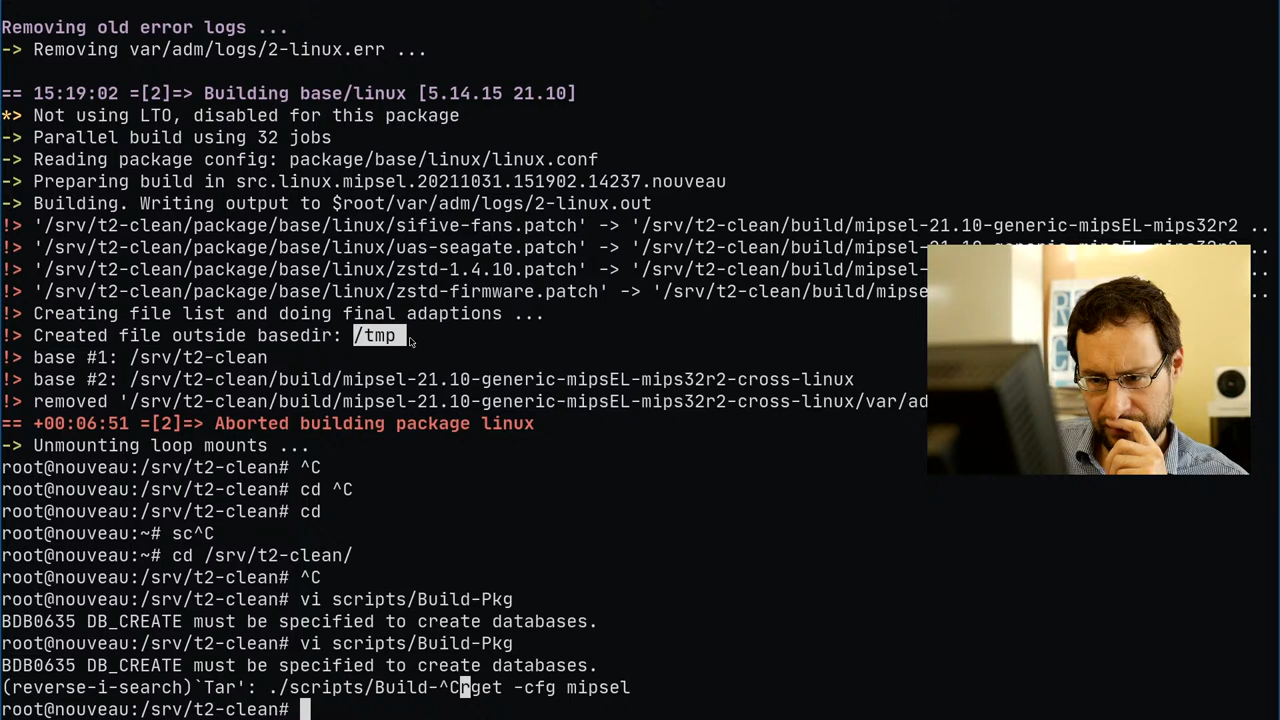 Removing old error logs ...
-> Removing var/adm/logs/2-linux.err ...
== 15:19:02 =[2]=> Building base/linux [5.14.15 21.10]
*> Not using LTO, disabled for this package
-> Parallel build using 32 jobs
-> Reading package config: package/base/linux/linux.conf
-> Preparing build in src.linux.mipsel.20211031.151902.14237.nouveau
-> Building. Writing output to $root/var/adm/logs/2-linux.out
!> '/srv/t2-clean/package/base/linux/sifive-fans.patch' -> '/srv/t2-clean/build/mipsel-21.10-generic-mipsEL-mips32r2 ...
!> '/srv/t2-clean/package/base/linux/uas-seagate.patch' -> '/srv/t2-clean/build/mipsel-21.10-generic-mipsEL-mips32r2 ...
!> '/srv/t2-clean/package/base/linux/zstd-1.4.10.patch' -> '/srv/t2-clean/build/mipsel-
!> '/srv/t2-clean/package/base/linux/zstd-firmware.patch' -> '/srv/t2-clean/build/mipse
!> Creating file list and doing final adaptions ...
!> Created file outside basedir: /tmp
!> base #1: /srv/t2-clean
!> base #2: /srv/t2-clean/build/mipsel-21.10-generic-mipsEL-mips32r2-cross-linux
!> removed '/srv/t2-clean/build/mipsel-21.10-generic-mipsEL-mips32r2-cross-linux/var/ad
== +00:06:51 =[2]=> Aborted building package linux
-> Unmounting loop mounts ...
root@nouveau:/srv/t2-clean# ^C
root@nouveau:/srv/t2-clean# cd ^C
root@nouveau:/srv/t2-clean# cd
root@nouveau:~# sc^C
root@nouveau:~# cd /srv/t2-clean/
root@nouveau:/srv/t2-clean# ^C
root@nouveau:/srv/t2-clean# vi scripts/Build-Pkg
BDB0635 DB_CREATE must be specified to create databases.
root@nouveau:/srv/t2-clean# vi scripts/Build-Pkg
BDB0635 DB_CREATE must be specified to create databases.
(reverse-i-search)`Tar': ./scripts/Build-^Crget -cfg mipsel
root@nouveau:/srv/t2-clean#